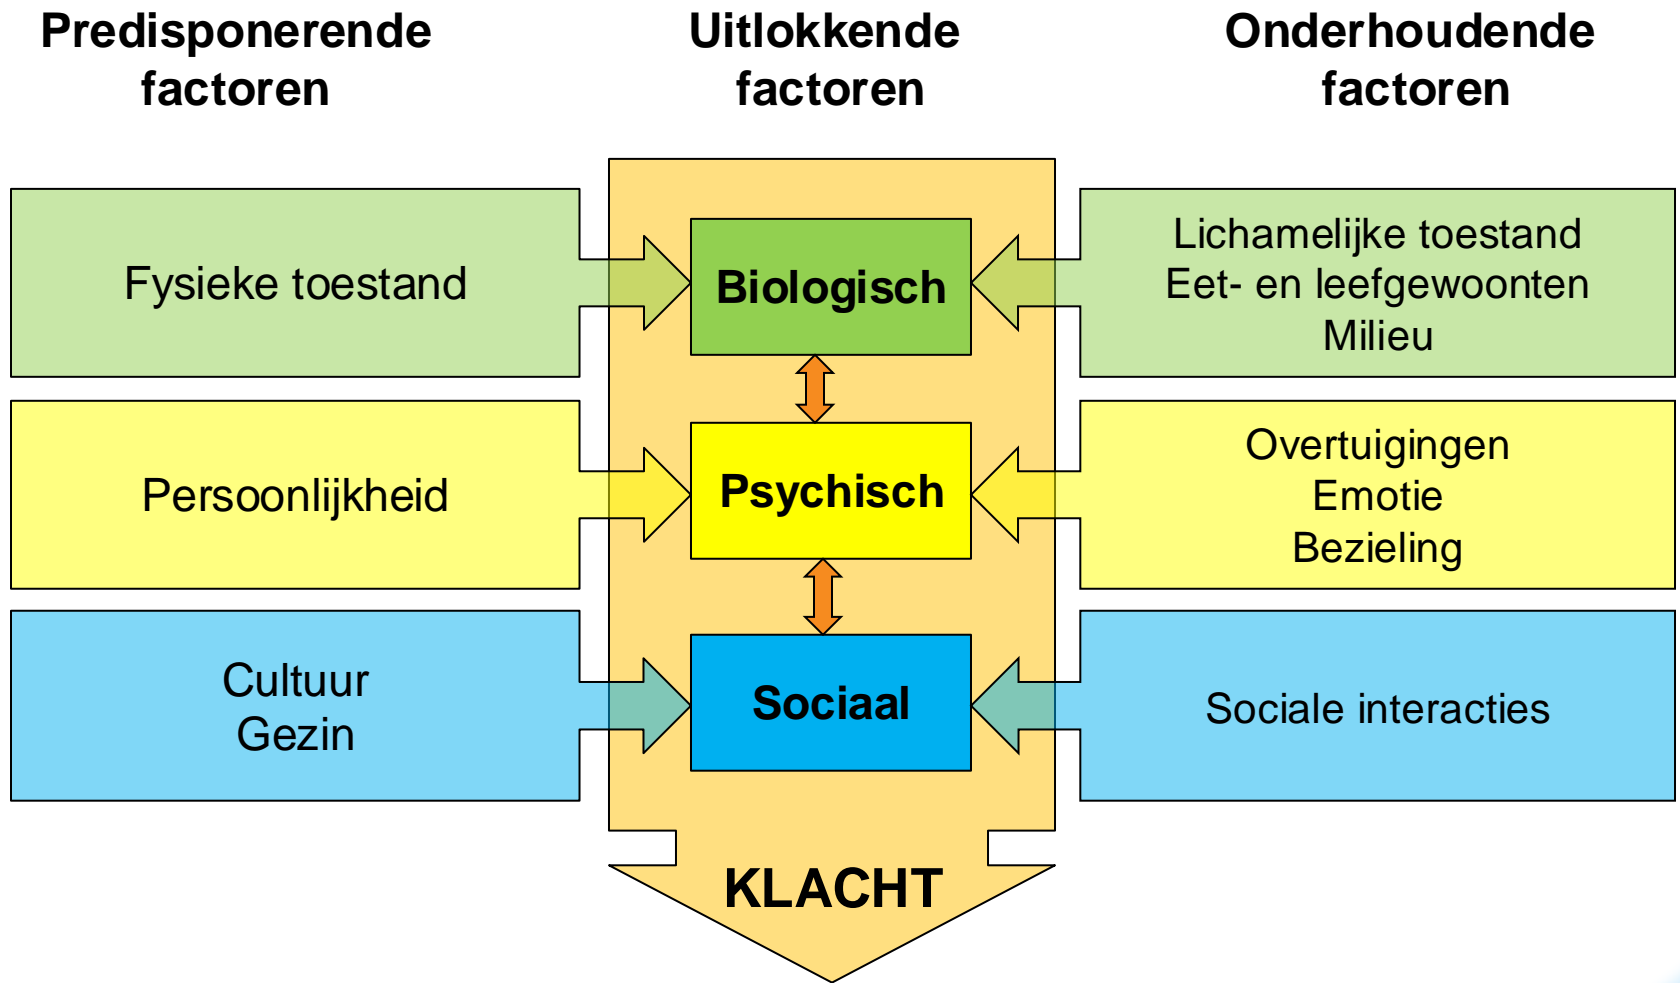 Predisponerende
factoren
Uitlokkende
factoren
Onderhoudende
factoren
Fysieke toestand
Biologisch
Lichamelijke toestand
Eet- en leefgewoonten
Milieu
Persoonlijkheid
Psychisch
Overtuigingen
Emotie
Bezieling
Cultuur
Gezin
Sociaal
Sociale interacties
KLACHT